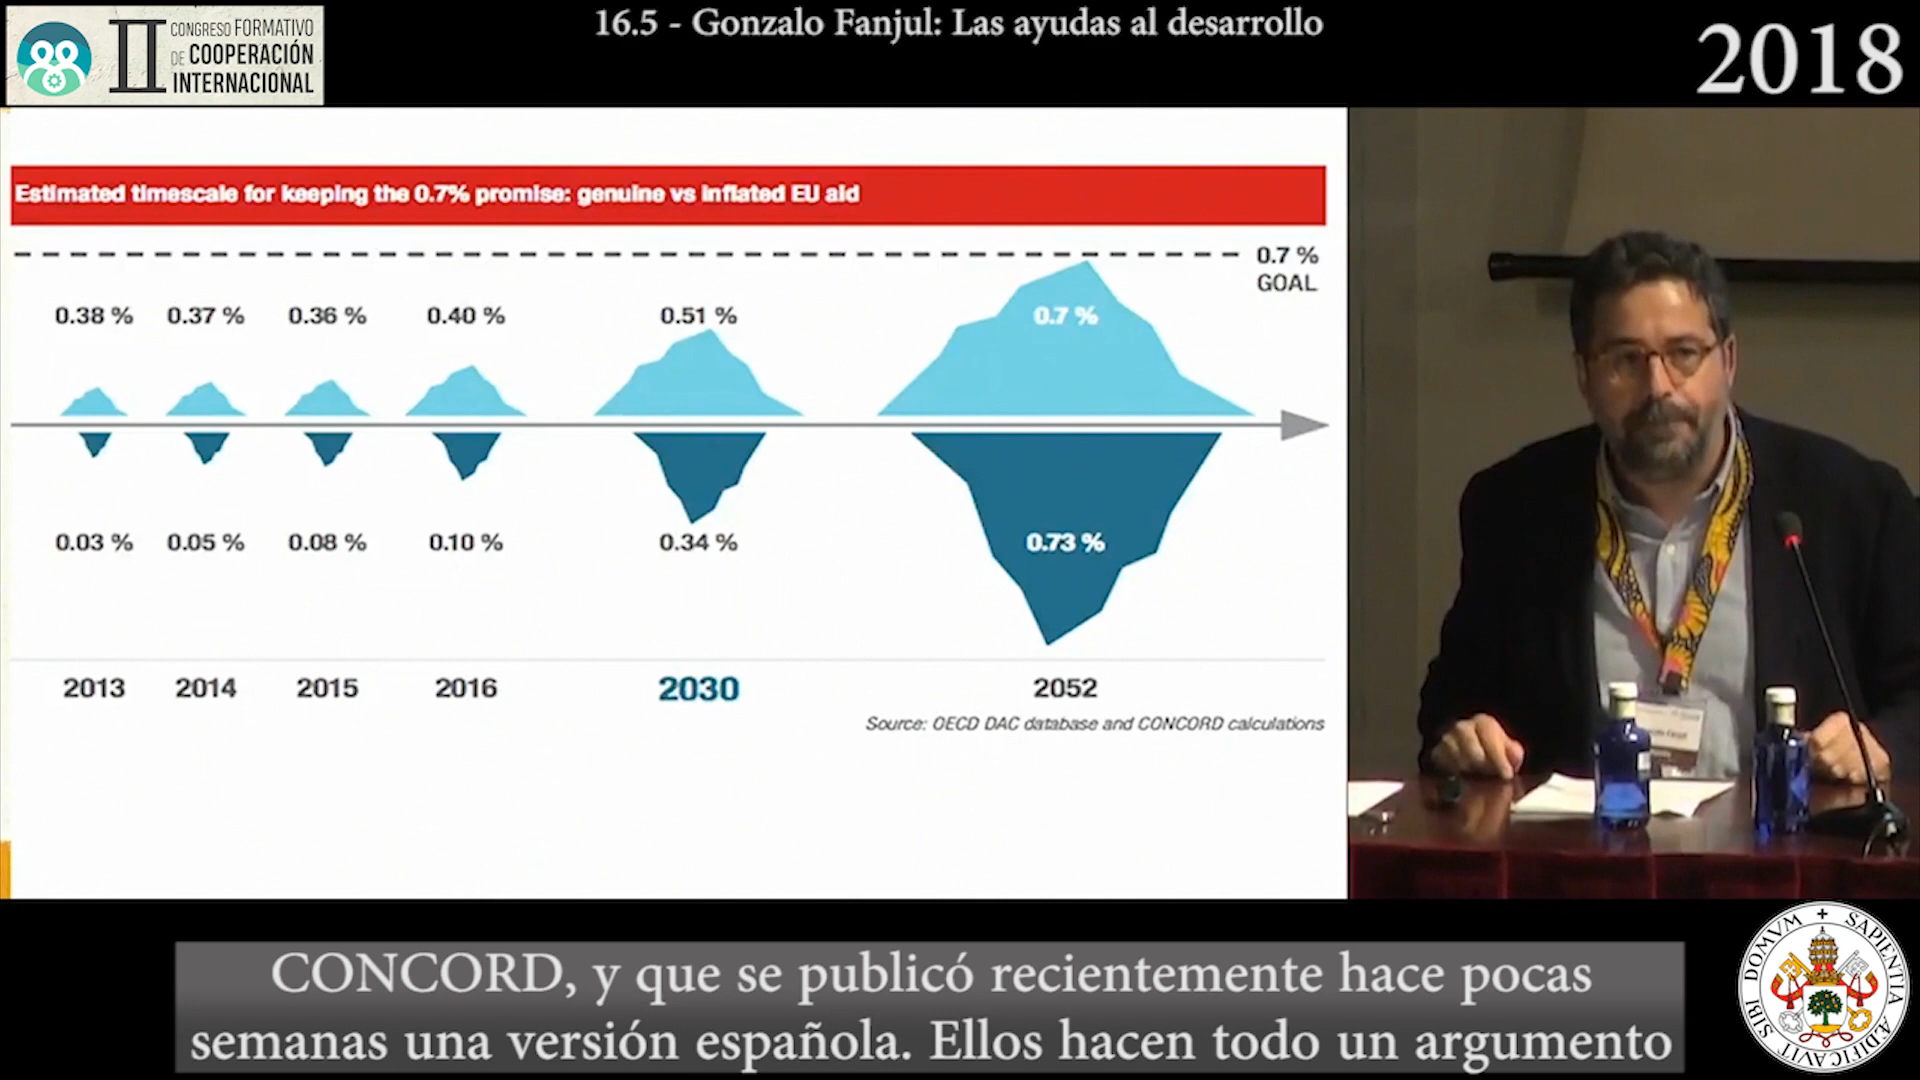 II
CONGRESO FORMATIVO
DE COOPERACIÓN
INTERNACIONAL
16.5 - Gonzalo Fanjul: Las ayudas al desarrollo
2018
Estimated timescale for keeping the 0.7% promise: genuine vs inflated EU aid
0.7 %
GOAL
0.38 % 0.37 % 0.36 % 0.40 % 0.51 % 0.7 %
0.03 % 0.05 % 0.08 % 0.10 % 0.34 % 0.73 %
2013 2014 2015 2016 2030 2052
Source: OECD DAC database and CONCORD calculations
CONCORD, y que se publicó recientemente hace pocas
semanas una versión española. Ellos hacen todo un argumento
SIBI DOMVM SAPIENTIA ÆDIFICAVIT